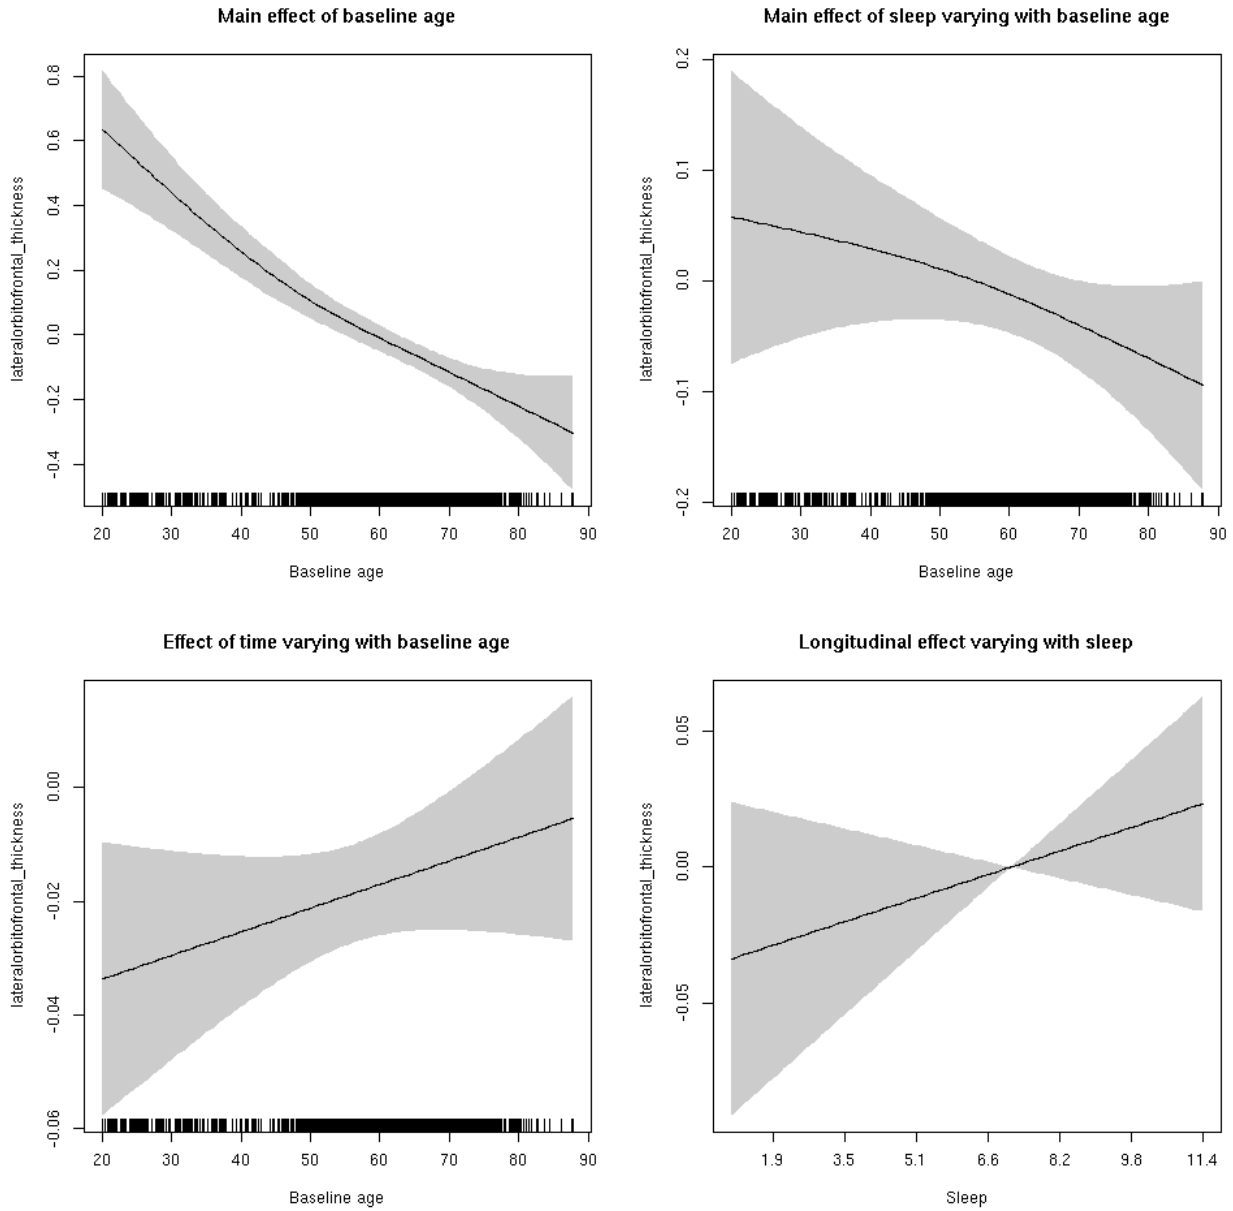 Main effect of baseline age
lateralorbitofrontal_thickness
0.8
0.6
0.4
0.2
0.0
-0.2
-0.4
20 30 40 50 60 70 80 90
Baseline age
Main effect of sleep varying with baseline age
lateralorbitofrontal_thickness
0.2
0.1
0.0
-0.1
-0.2
20 30 40 50 60 70 80 90
Baseline age
Effect of time varying with baseline age
lateralorbitofrontal_thickness
0.00
-0.02
-0.04
-0.06
20 30 40 50 60 70 80 90
Baseline age
Longitudinal effect varying with sleep
lateralorbitofrontal_thickness
0.05
0.00
-0.05
1.9 3.5 5.1 6.6 8.2 9.8 11.4
Sleep